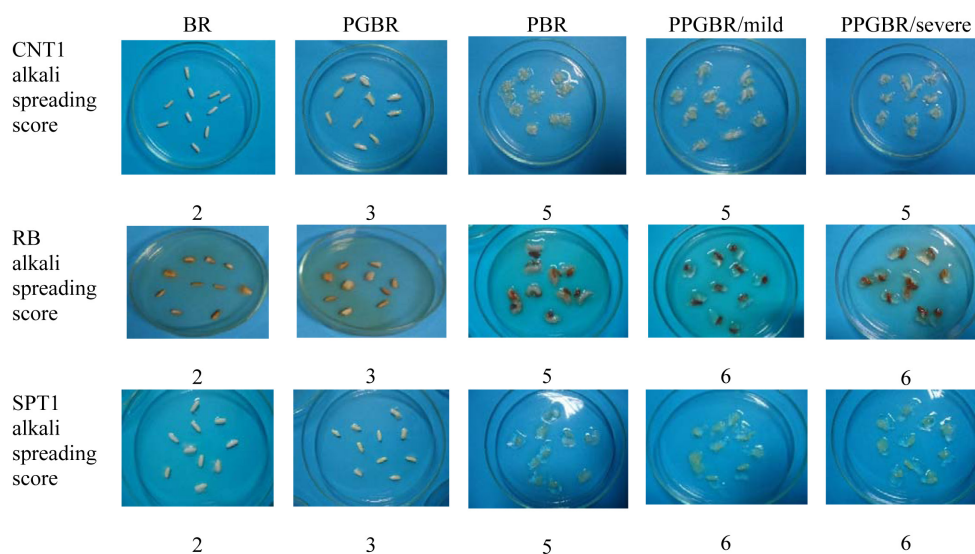 BR PGBR PBR PPGBR/mild PPGBR/severe
CNT1
alkali
spreading
score
2 3 5 5 5
RB
alkali
spreading
score
2 3 5 6 6
SPT1
alkali
spreading
score
2 3 5 6 6